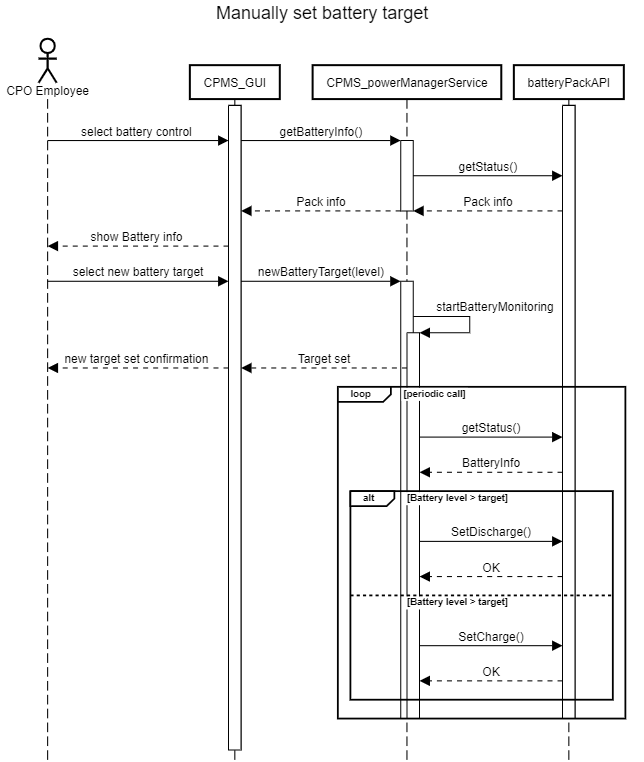 Manually set battery target
CPO Employee
CPMS_GUI
CPMS_powerManagerService
batteryPackAPI
select battery control
getBatteryInfo()
getStatus()
Pack info
Pack info
show Battery info
select new battery target
newBatteryTarget(level)
startBatteryMonitoring
new target set confirmation
Target set
loop
[periodic call]
getStatus()
BatteryInfo
alt
[Battery level > target]
SetDischarge()
OK
[Battery level > target]
SetCharge()
OK